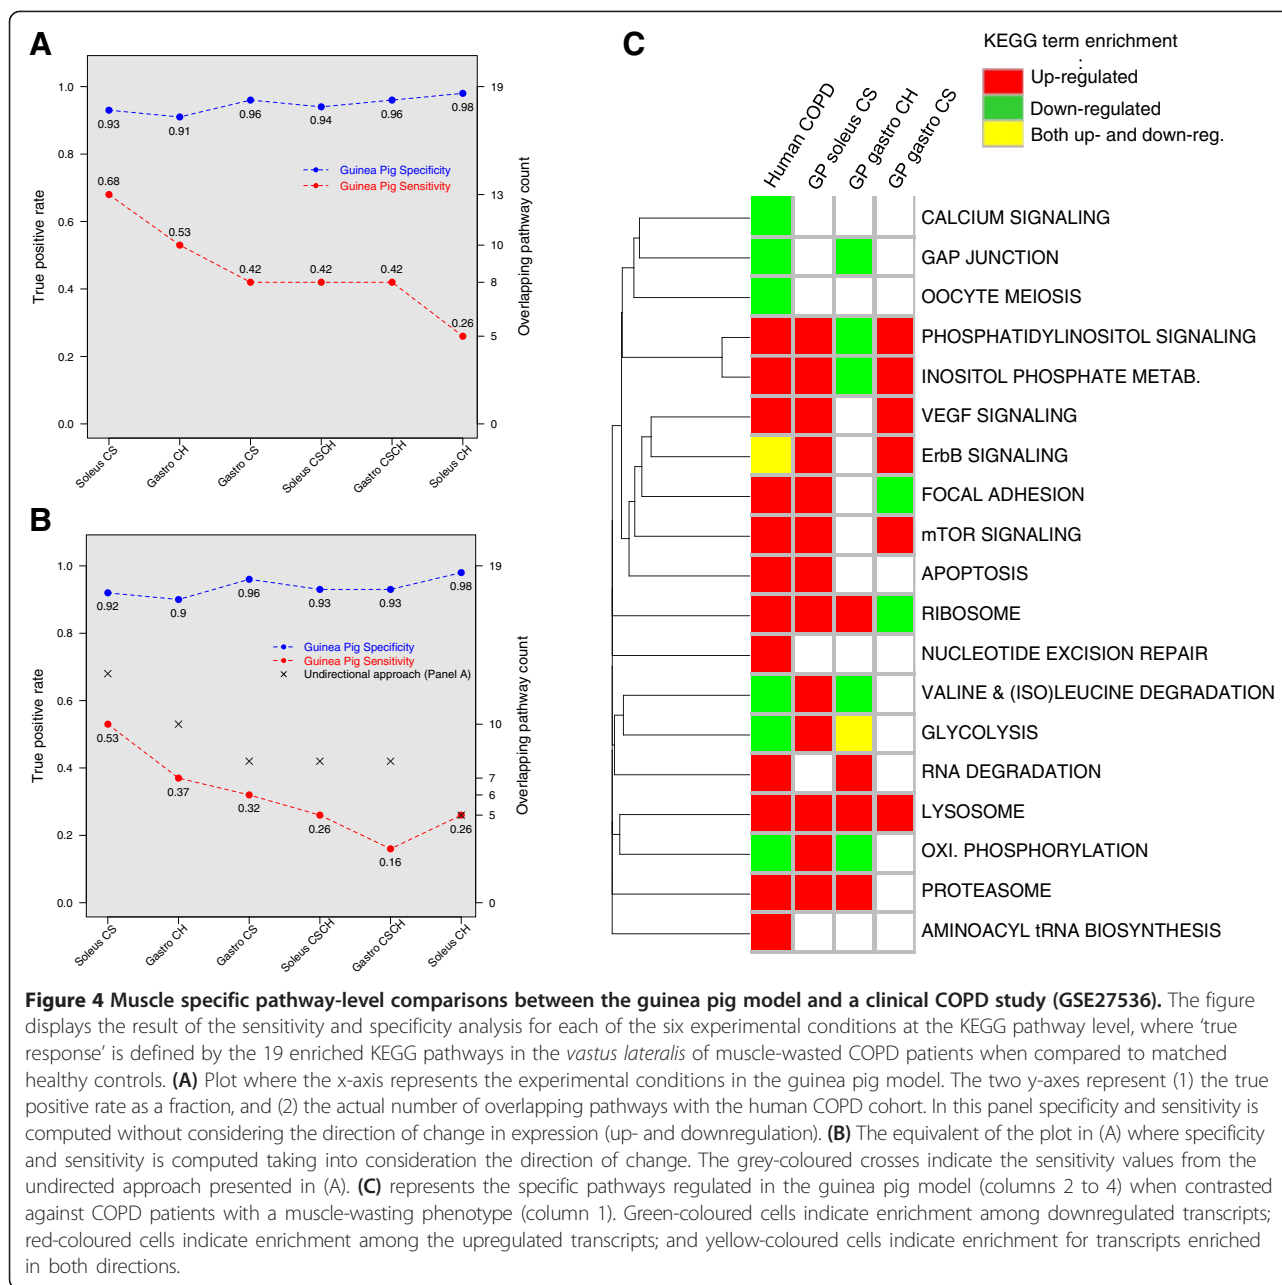 A
1.0
0.8
0.6
0.4
0.2
0.0
True positive rate
19
13
10
8
5
0
Overlapping pathway count
0.93
0.91
0.96
0.94
0.96
0.98
Guinea Pig Specificity
Guinea Pig Sensitivity
0.68
0.53
0.42
0.42
0.42
0.26
Soleus CS
Gastro CH
Gastro CS
Soleus CSCH
Gastro CSCH
Soleus CH
B
1.0
0.8
0.6
0.4
0.2
0.0
True positive rate
19
10
7
6
5
0
Overlapping pathway count
0.92
0.9
0.96
0.93
0.93
0.98
Guinea Pig Specificity
Guinea Pig Sensitivity
Undirectional approach (Panel A)
0.53
0.37
0.32
0.26
0.16
0.26
Soleus CS
Gastro CH
Gastro CS
Soleus CSCH
Gastro CSCH
Soleus CH
C
KEGG term enrichment
:
Up-regulated
Down-regulated
Both up- and down-reg.
Human COPD
GP soleus CS
GP gastro CH
GP gastro CS
CALCIUM SIGNALING
GAP JUNCTION
OOCYTE MEIOSIS
PHOSPHATIDYLINOSITOL SIGNALING
INOSITOL PHOSPHATE METAB.
VEGF SIGNALING
ErbB SIGNALING
FOCAL ADHESION
mTOR SIGNALING
APOPTOSIS
RIBOSOME
NUCLEOTIDE EXCISION REPAIR
VALINE & (ISO)LEUCINE DEGRADATION
GLYCOLYSIS
RNA DEGRADATION
LYSOSOME
OXI. PHOSPHORYLATION
PROTEASOME
AMINOACYL tRNA BIOSYNTHESIS
Figure 4 Muscle specific pathway-level comparisons between the guinea pig model and a clinical COPD study (GSE27536). The figure
displays the result of the sensitivity and specificity analysis for each of the six experimental conditions at the KEGG pathway level, where ‘true
response’ is defined by the 19 enriched KEGG pathways in the vastus lateralis of muscle-wasted COPD patients when compared to matched
healthy controls. (A) Plot where the x-axis represents the experimental conditions in the guinea pig model. The two y-axes represent (1) the true
positive rate as a fraction, and (2) the actual number of overlapping pathways with the human COPD cohort. In this panel specificity and sensitivity is
computed without considering the direction of change in expression (up- and downregulation). (B) The equivalent of the plot in (A) where specificity
and sensitivity is computed taking into consideration the direction of change. The grey-coloured crosses indicate the sensitivity values from the
undirected approach presented in (A). (C) represents the specific pathways regulated in the guinea pig model (columns 2 to 4) when contrasted
against COPD patients with a muscle-wasting phenotype (column 1). Green-coloured cells indicate enrichment among downregulated transcripts;
red-coloured cells indicate enrichment among the upregulated transcripts; and yellow-coloured cells indicate enrichment for transcripts enriched
in both directions.